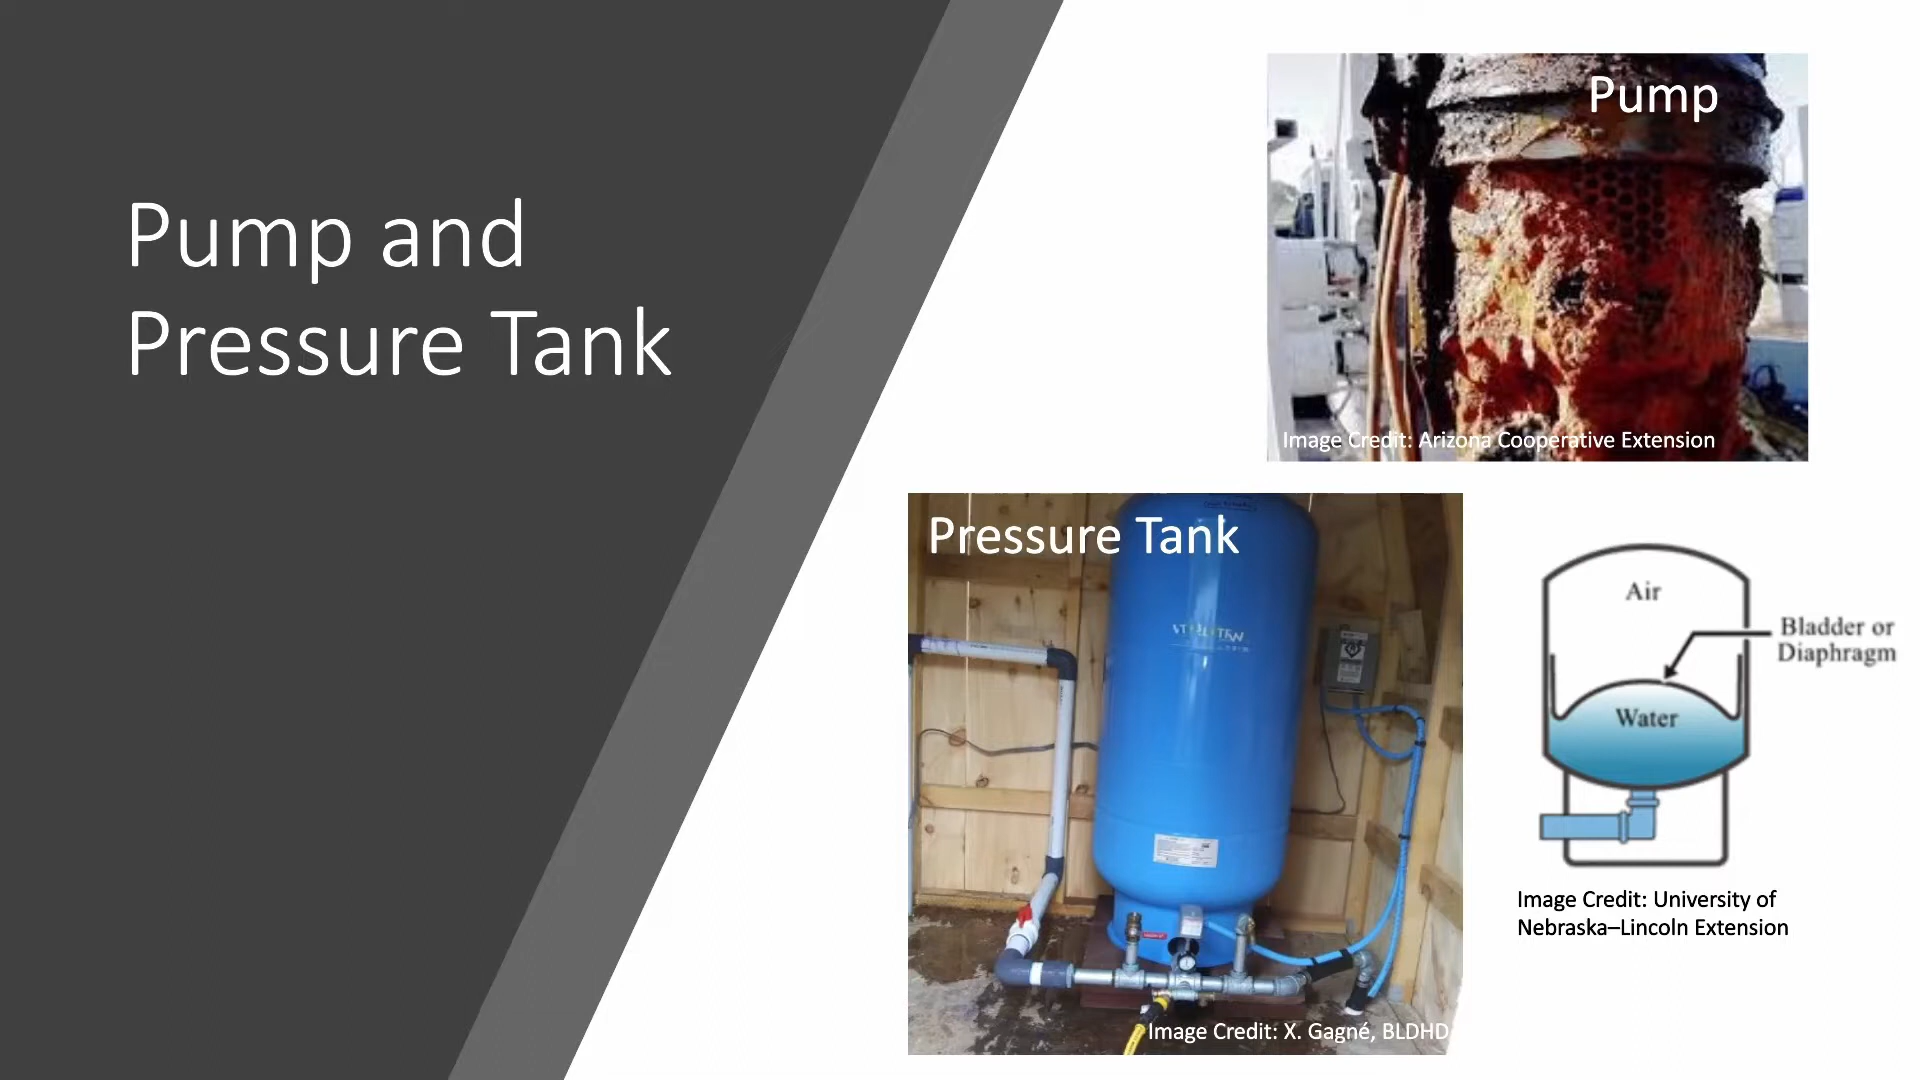 Pump and
Pressure Tank
Pump
Image Credit: Arizona Cooperative Extension
Pressure Tank
Image Credit: X. Gagné, BLDHD
Air
Bladder or
Diaphragm
Water
Image Credit: University of
Nebraska–Lincoln Extension